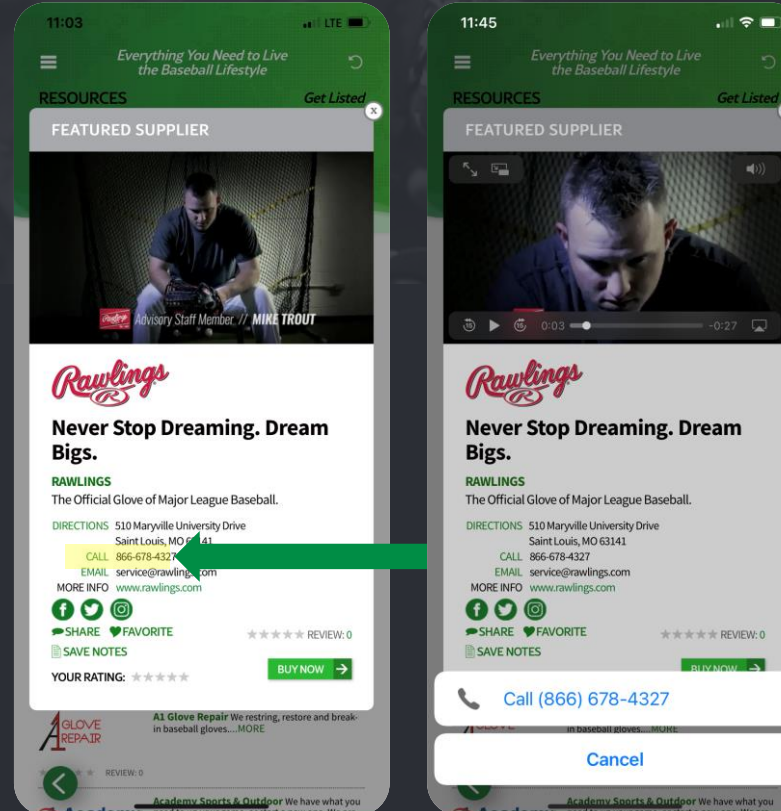 11:03
LTE
Everything You Need to Live
the Baseball Lifestyle
RESOURCES
Get Listed
x
FEATURED SUPPLIER
Rawlings
Advisory Staff Member // MIKE TROUT
Rawlings
R
Never Stop Dreaming. Dream
Bigs.
RAWLINGS
The Official Glove of Major League Baseball.
DIRECTIONS 510 Maryville University Drive
Saint Louis, MO
CALL 866-678-4327
EMAIL
MORE INFO www.rawlings.com
SHARE FAVORITE
REVIEW: 0
SAVE NOTES
YOUR RATING:
BUY NOW
GLOVE
REPAIR
A1 Glove Repair We restring, restore and break-
in baseball gloves....MORE
REVIEW: 0
Academy Sports & Outdoor We have what you
11:45
Everything You Need to Live
the Baseball Lifestyle
RESOURCES
Get Listed
FEATURED SUPPLIER
15
15
0:03
-0:27
Rawlings
R
Never Stop Dreaming. Dream
Bigs.
RAWLINGS
The Official Glove of Major League Baseball.
DIRECTIONS 510 Maryville University Drive
Saint Louis, MO 63141
CALL 866-678-4327
EMAIL service@rawlings.com
MORE INFO www.rawlings.com
SHARE FAVORITE
REVIEW: 0
SAVE NOTES
BUY NOW
Call (866) 678-4327
in baseball gloves....MORE
Cancel
Academy Sports & Outdoor We have what you